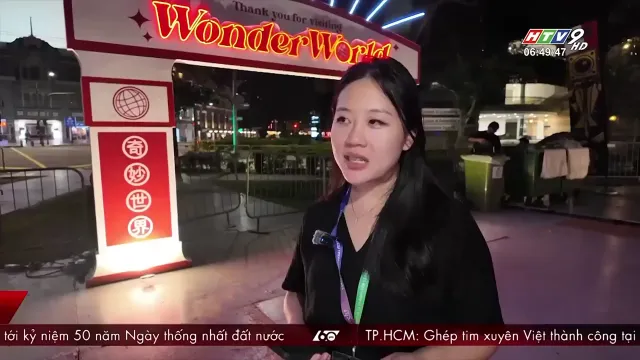 Thank you for visiting
WonderWorld
HTV9 HD
06:49:47
奇
妙
世
界
tới kỷ niệm 50 năm Ngày thống nhất đất nước
60
TP.HCM: Ghép tim xuyên Việt thành công tại